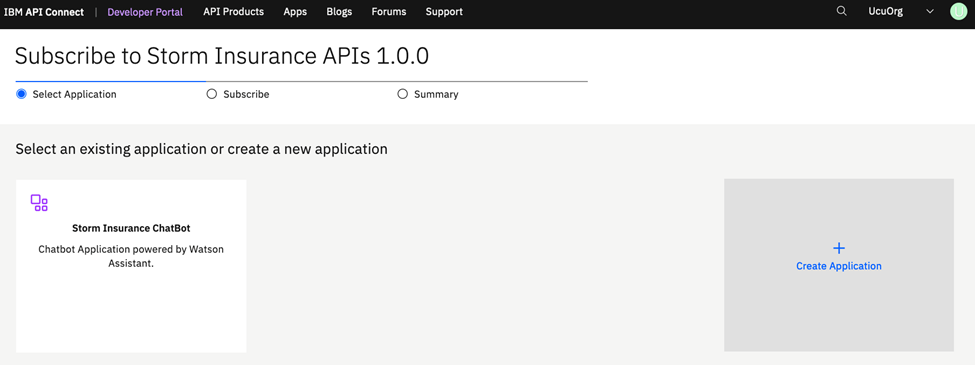 IBM API Connect | Developer Portal API Products Apps Blogs Forums Support UcuOrg
Subscribe to Storm Insurance APIs 1.0.0
Select Application Subscribe Summary
Select an existing application or create a new application
Storm Insurance ChatBot
Chatbot Application powered by Watson
Assistant.
Create Application